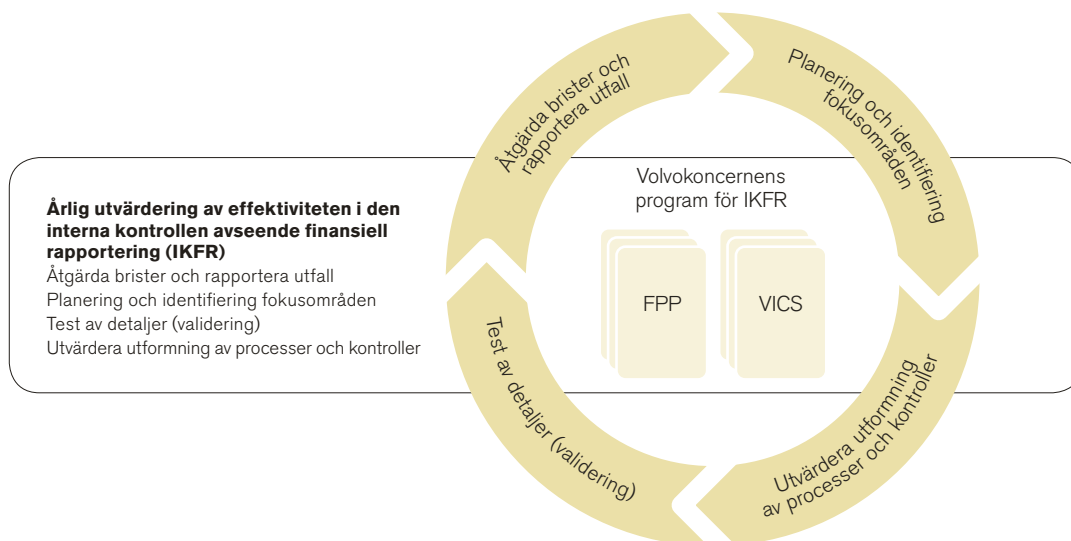 Årlig utvärdering av effektiviteten i den
interna kontrollen avseende finansiell
rapportering (IKFR)
Åtgärda brister och rapportera utfall
Planering och identifiering fokusområden
Test av detaljer (validering)
Utvärdera utformning av processer och kontroller
Åtgärda brister och
rapportera utfall
Planering och identifiering
fokusområden
Volvokoncernens
program för IKFR
FPP
VICS
Test av detaljer (validering)
Utvärdera utformning
av processer och kontroller